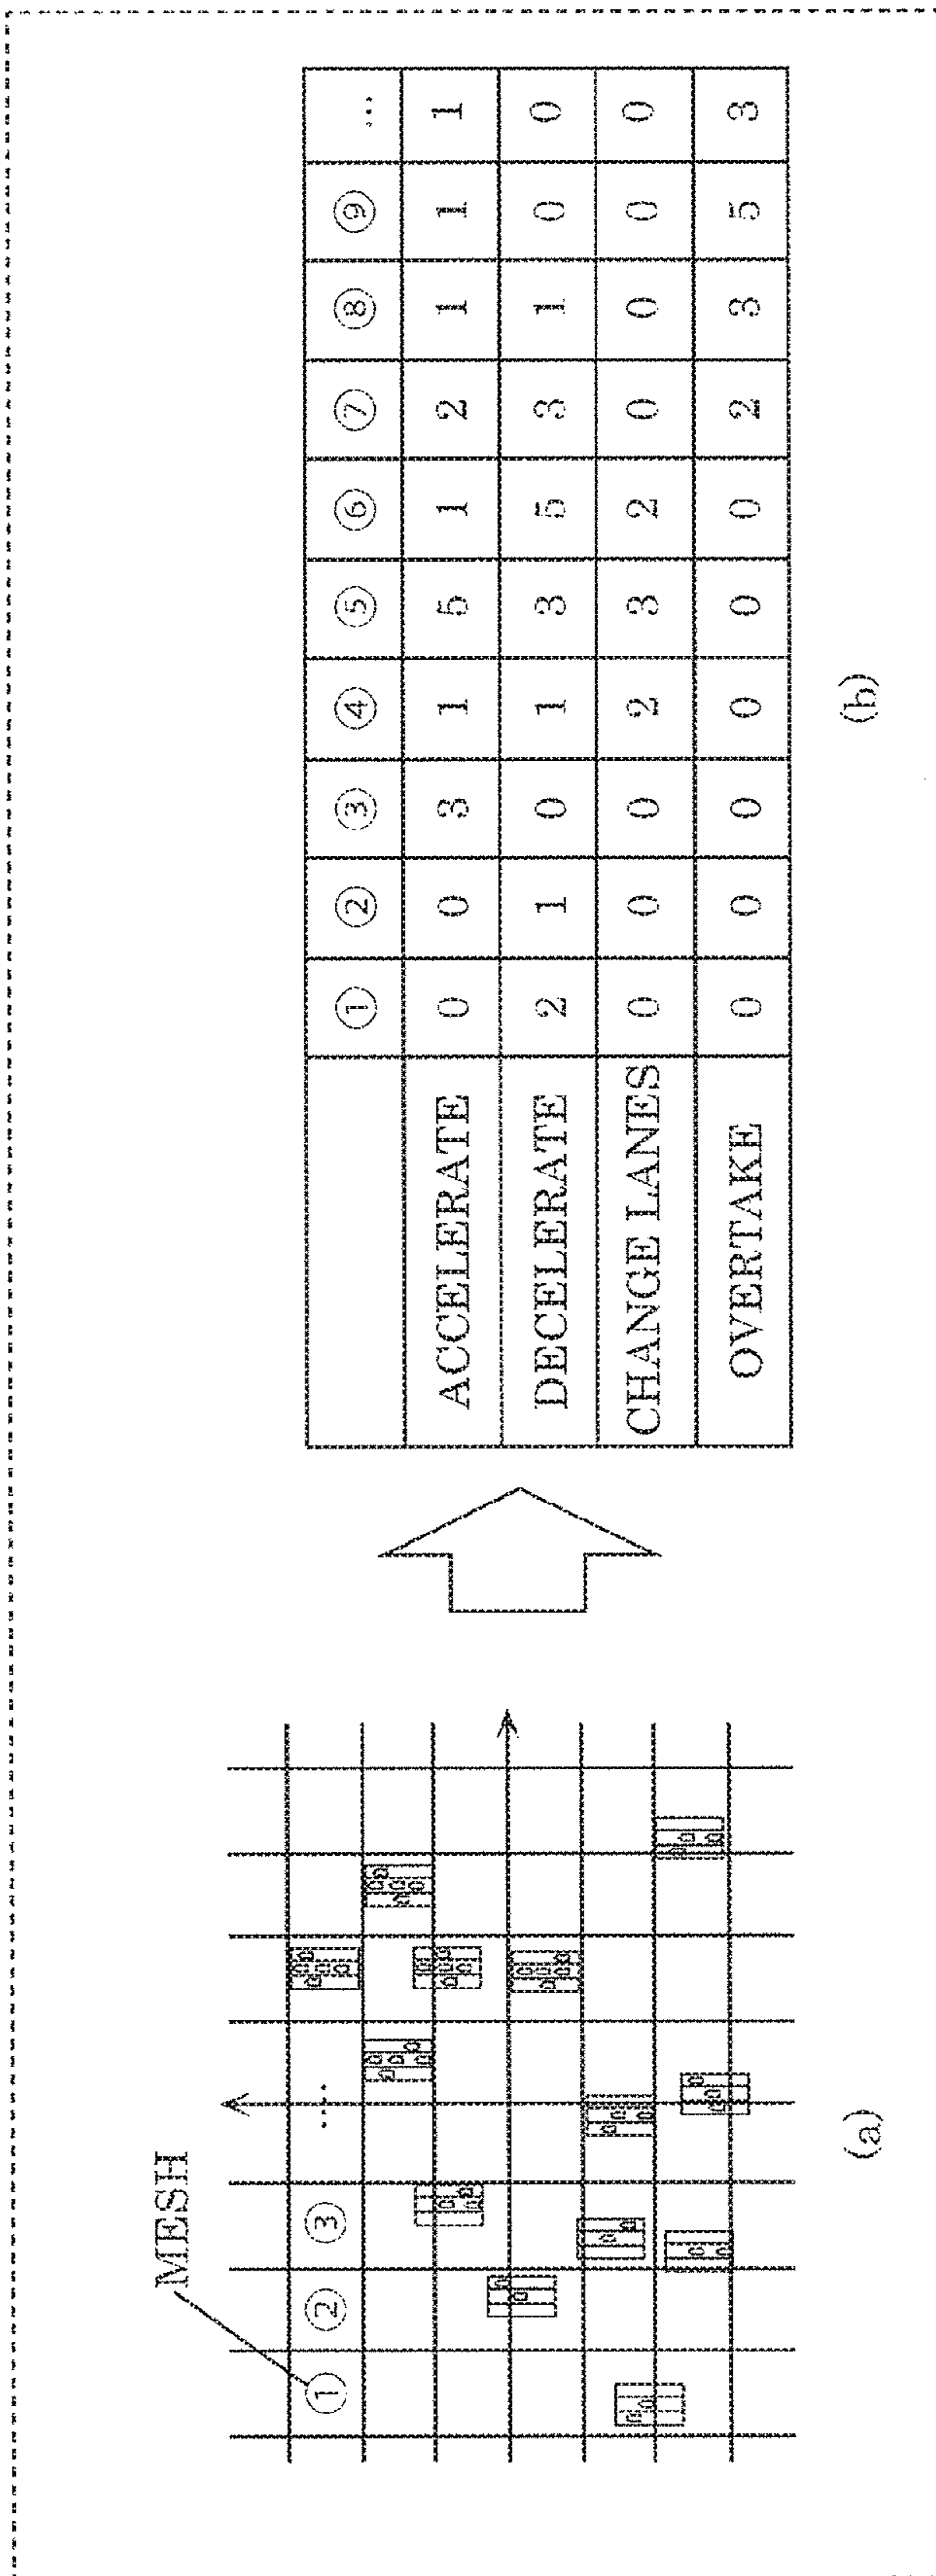 MESH
① ② ③ ....
(a)
① ② ③ ④ ⑤ ⑥ ⑦ ⑧ ⑨ ...
ACCELERATE 0 0 3 1 5 1 2 1 1 1
DECELERATE 2 1 0 1 3 5 3 1 0 0
CHANGE LANES 0 0 0 2 3 2 0 0 0 0
OVERTAKE 0 0 0 0 0 0 2 3 5 3
(b)